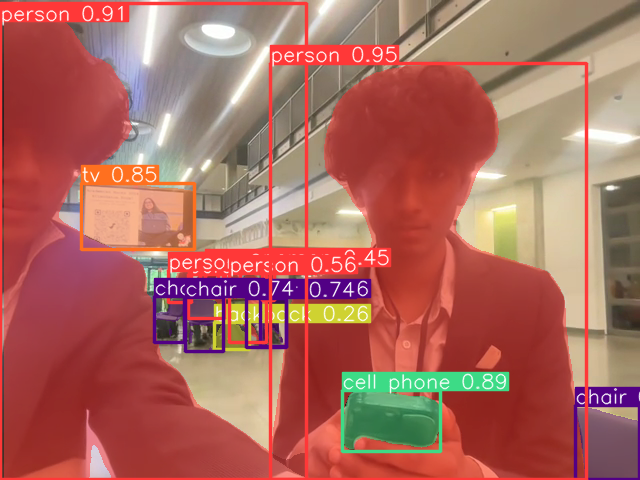 person 0.91
person 0.95
tv 0.85
person 0.56
0.45
chair 0.74
0.746
backpack 0.26
cell phone 0.89
chair